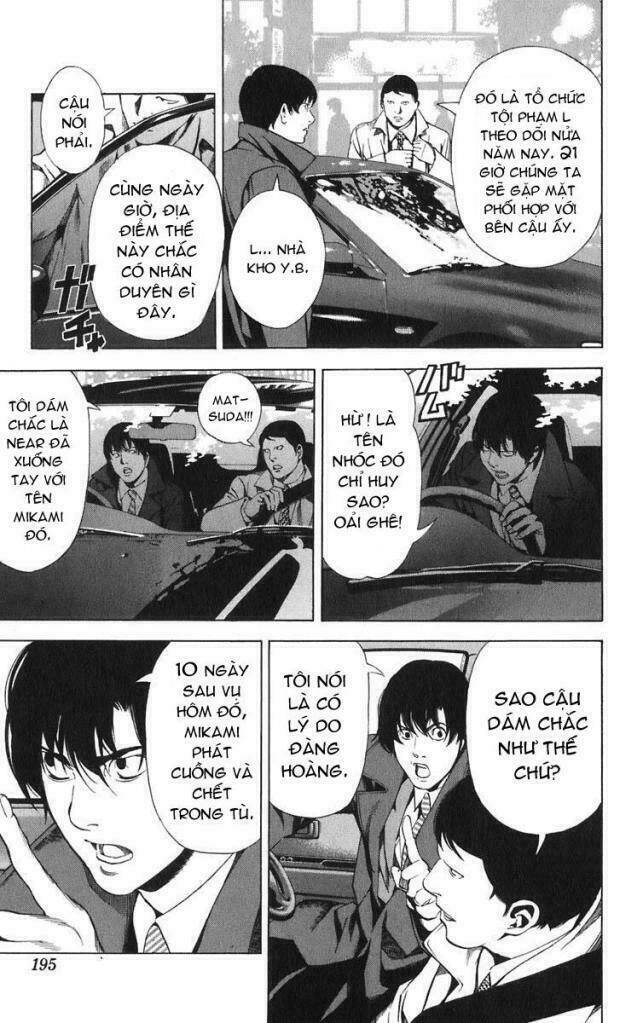 ĐÓ LÀ TỔ CHỨC
TỘI PHẠM L
THEO DÕI NỬA
NĂM NAY. 21
GIỜ CHÚNG TA
SẼ GẶP MẶT
PHỐI HỢP VỚI
BÊN CẬU ẤY.
L... NHÀ
KHO Y.B.
CẬU
NÓI
PHẢI.
CÙNG NGÀY
GIỜ, ĐỊA
ĐIỂM THẾ
NÀY CHẮC
CÓ NHÂN
DUYÊN GÌ
ĐÂY.
ガチャ
バム
HỪ! LÀ
TÊN
NHÓC ĐÓ
CHỈ HUY
SAO?
OẢI GHÊ!
MAT-
SUDA!!!
TÔI DÁM
CHẮC LÀ
NEAR ĐÃ
XUỐNG
TAY VỚI
TÊN
MIKAMI
ĐÓ.
SAO CẬU
DÁM CHẮC
NHƯ THẾ
CHỨ?
TÔI NÓI
LÀ CÓ
LÝ DO
ĐÀNG
HOÀNG.
10 NGÀY
SAU VỤ
HÔM ĐÓ,
MIKAMI
PHÁT
CUỒNG VÀ
CHẾT
TRONG TÙ.
195